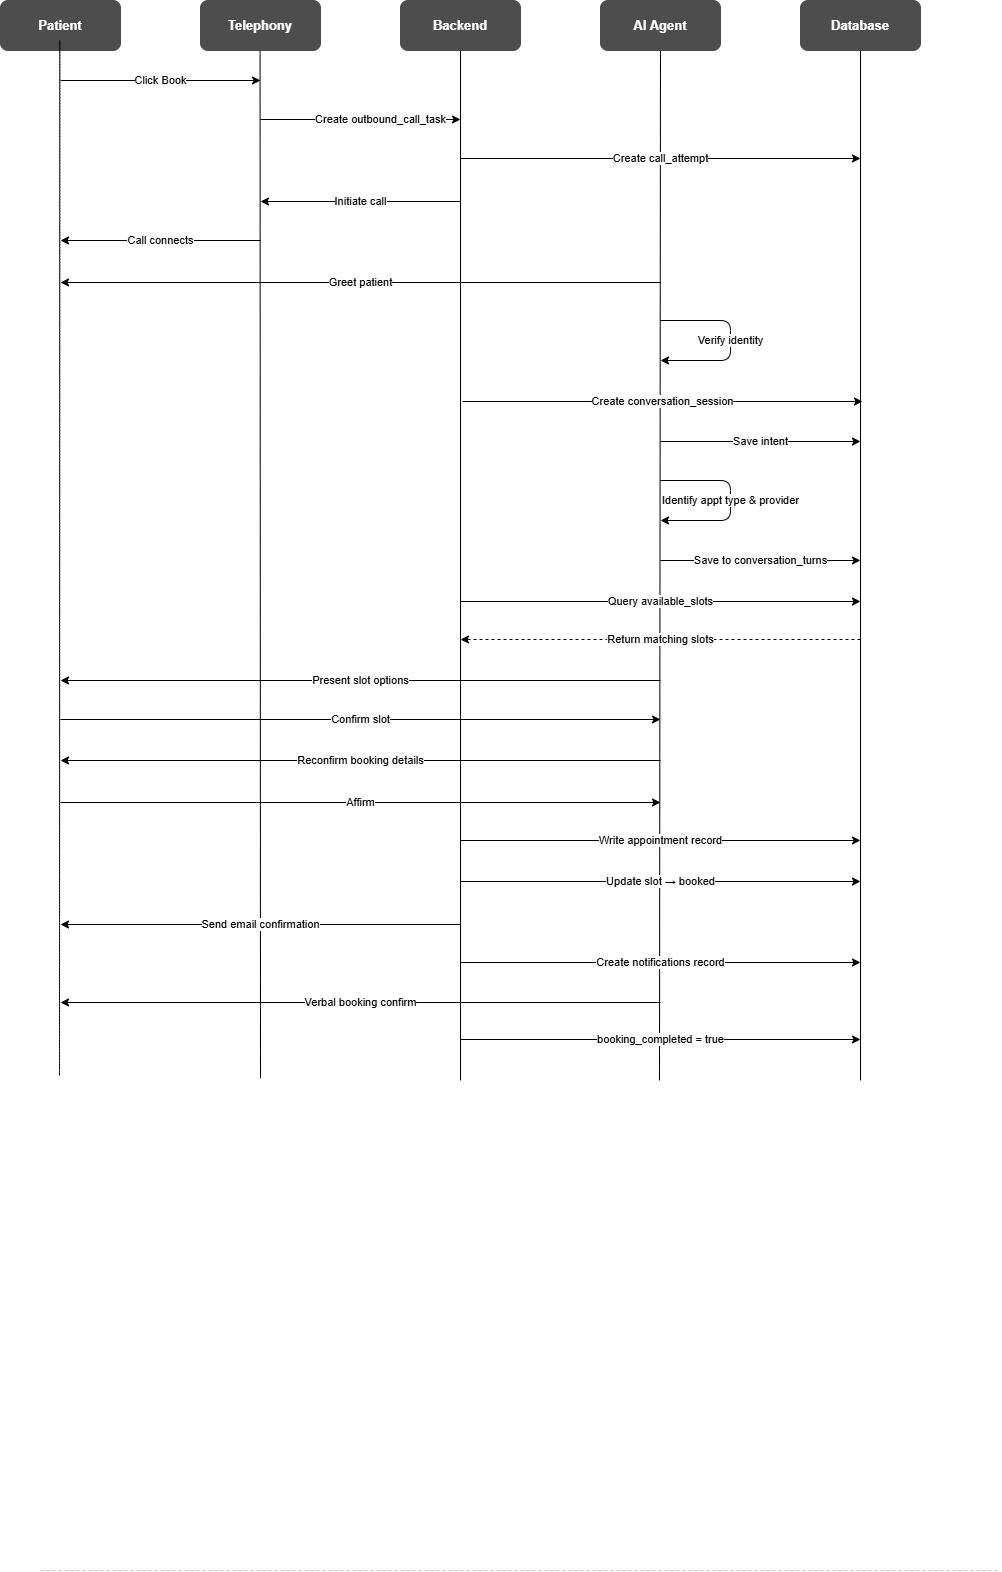 Patient
Telephony
Backend
AI Agent
Database
Click Book
Create outbound_call_task
Create call_attempt
Initiate call
Call connects
Greet patient
Verify identity
Create conversation_session
Save intent
Identify appt type & provider
Save to conversation_turns
Query available_slots
Return matching slots
Present slot options
Confirm slot
Reconfirm booking details
Affirm
Write appointment record
Update slot → booked
Send email confirmation
Create notifications record
Verbal booking confirm
booking_completed = true